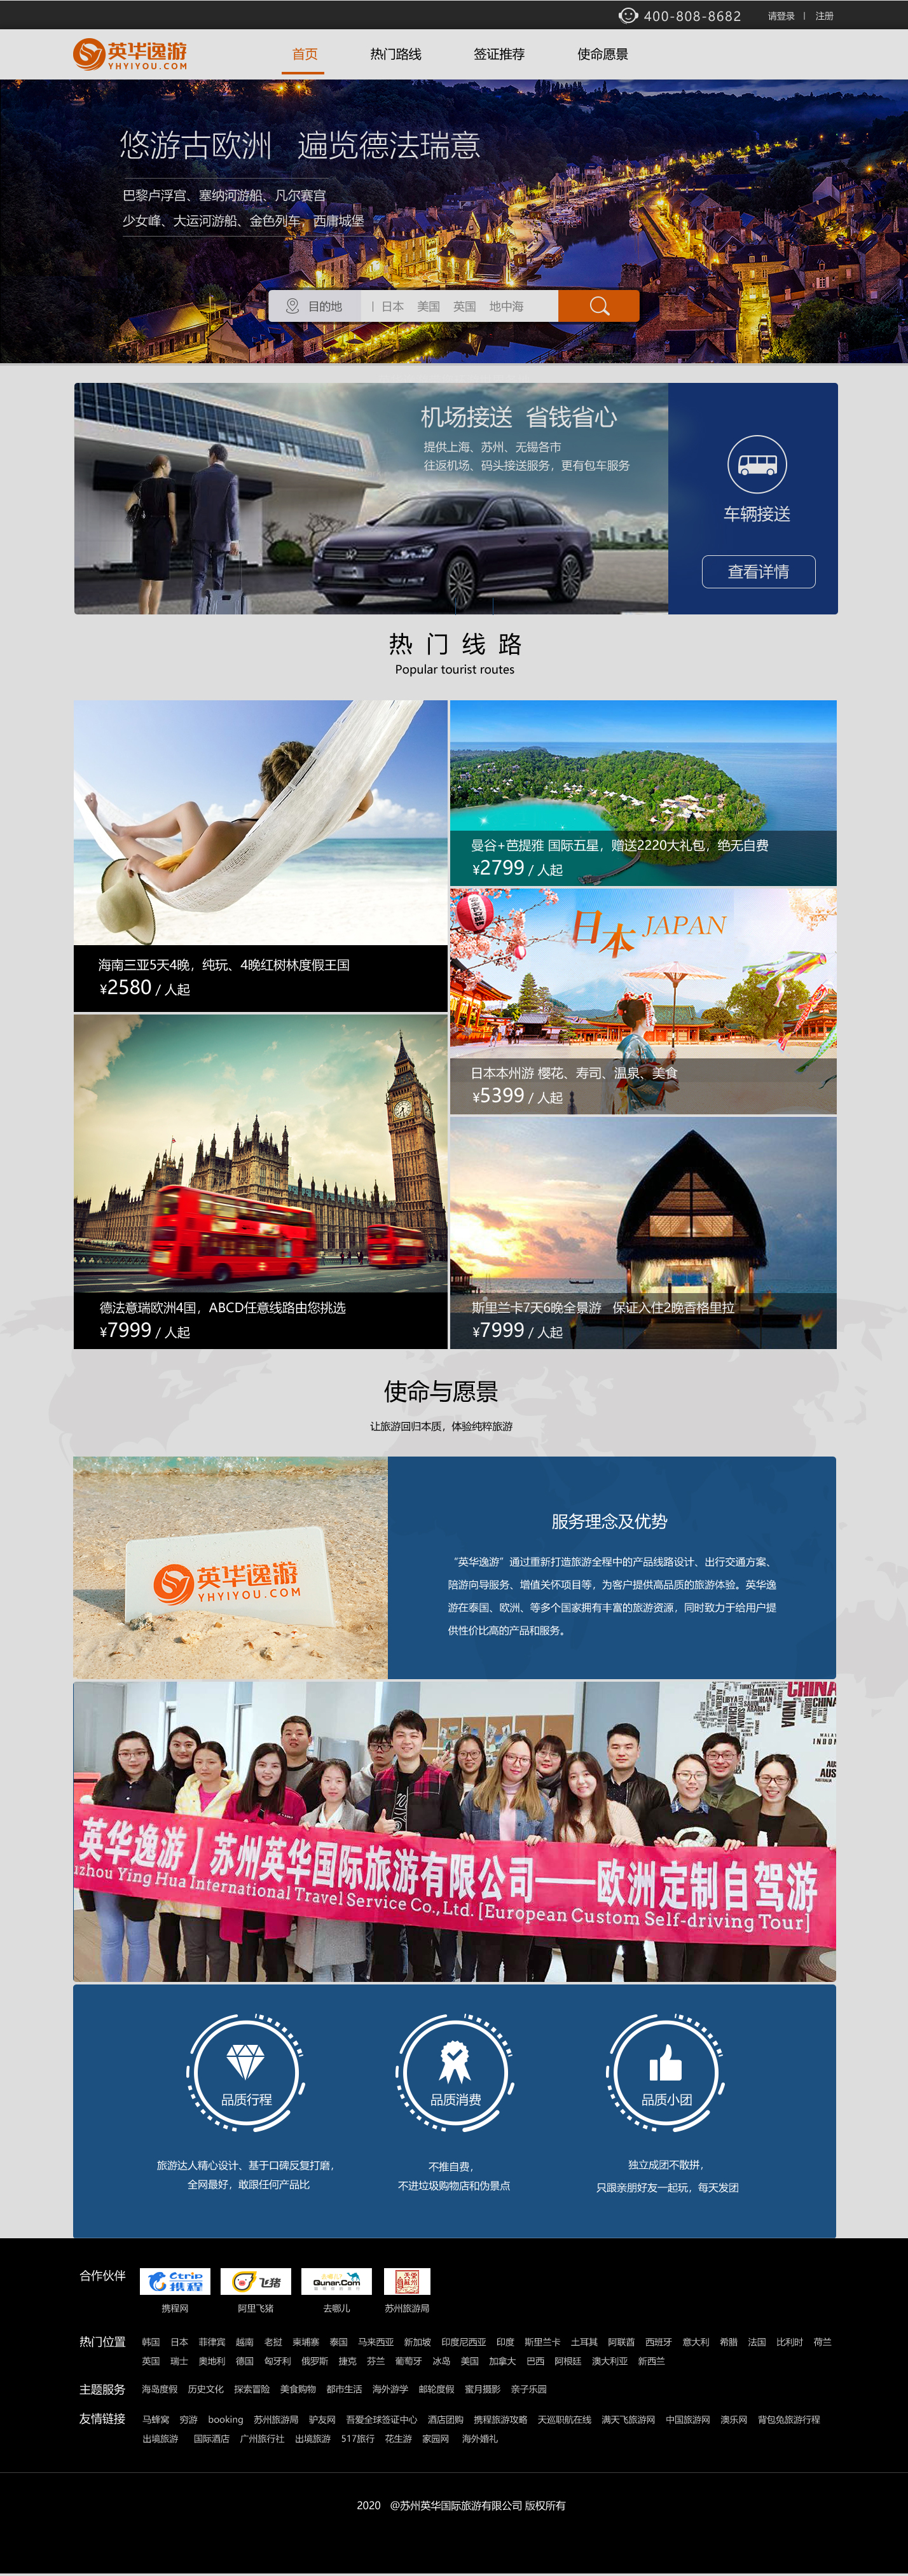 400-808-8682 请登录 | 注册
英华逸游
YHYIYOU.COM
首页 热门路线 签证推荐 使命愿景
悠游古欧洲 遍览德法瑞意
巴黎卢浮宫、塞纳河游船、凡尔赛宫
少女峰、大运河游船、金色列车、西庸城堡
目的地 | 日本 美国 英国 地中海
机场接送 省钱省心
提供上海、苏州、无锡各市
往返机场、码头接送服务，更有包车服务
车辆接送
查看详情
热门线路
Popular tourist routes
曼谷+芭提雅 国际五星，赠送2220大礼包，绝无自费
¥2799 / 人起
海南三亚5天4晚，纯玩、4晚红树林度假王国
¥2580 / 人起
日本 JAPAN
日本本州游 樱花、寿司、温泉、美食
¥5399 / 人起
德法意瑞欧洲4国，ABCD任意线路由您挑选
¥7999 / 人起
斯里兰卡7天6晚全景游 保证入住2晚香格里拉
¥7999 / 人起
使命与愿景
让旅游回归本质，体验纯粹旅游
英华逸游
YHYIYOU.COM
服务理念及优势
“英华逸游”通过重新打造旅游全程中的产品线路设计、出行交通方案、
陪游向导服务、增值关怀项目等，为客户提供高品质的旅游体验。英华逸
游在泰国、欧洲、等多个国家拥有丰富的旅游资源，同时致力于给用户提
供性价比高的产品和服务。
CHINA
INDIA
英华逸游】苏州英华国际旅游有限公司——欧洲定制自驾游
uzhou Ying Hua International Travel Service Co., Ltd. [European Custom Self-driving Tour]
品质行程 品质消费 品质小团
旅游达人精心设计、基于口碑反复打磨，
全网最好，敢跟任何产品比
不推自费，
不进垃圾购物店和伪景点
独立成团不散拼，
只跟亲朋好友一起玩，每天发团
合作伙伴
Ctrip 携程
飞猪
Qunar.Com
携程网 阿里飞猪 去哪儿 苏州旅游局
热门位置 韩国 日本 菲律宾 越南 老挝 柬埔寨 泰国 马来西亚 新加坡 印度尼西亚 印度 斯里兰卡 土耳其 阿联酋 西班牙 意大利 希腊 法国 比利时 荷兰
英国 瑞士 奥地利 德国 匈牙利 俄罗斯 捷克 芬兰 葡萄牙 冰岛 美国 加拿大 巴西 阿根廷 澳大利亚 新西兰
主题服务 海岛度假 历史文化 探索冒险 美食购物 都市生活 海外游学 邮轮度假 蜜月摄影 亲子乐园
友情链接 马蜂窝 穷游 booking 苏州旅游局 驴友网 吾爱全球签证中心 酒店团购 携程旅游攻略 天巡职航在线 满天飞旅游网 中国旅游网 澳乐网 背包兔旅游行程
出境旅游 国际酒店 广州旅行社 出境旅游 517旅行 花生游 家园网 海外婚礼
2020 @苏州英华国际旅游有限公司 版权所有